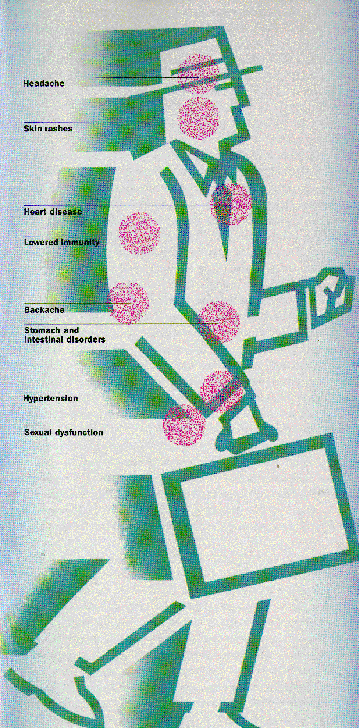 Headache
Skin rashes
Heart disease
Lowered immunity
Backache
Stomach and
intestinal disorders
Hypertension
Sexual dysfunction